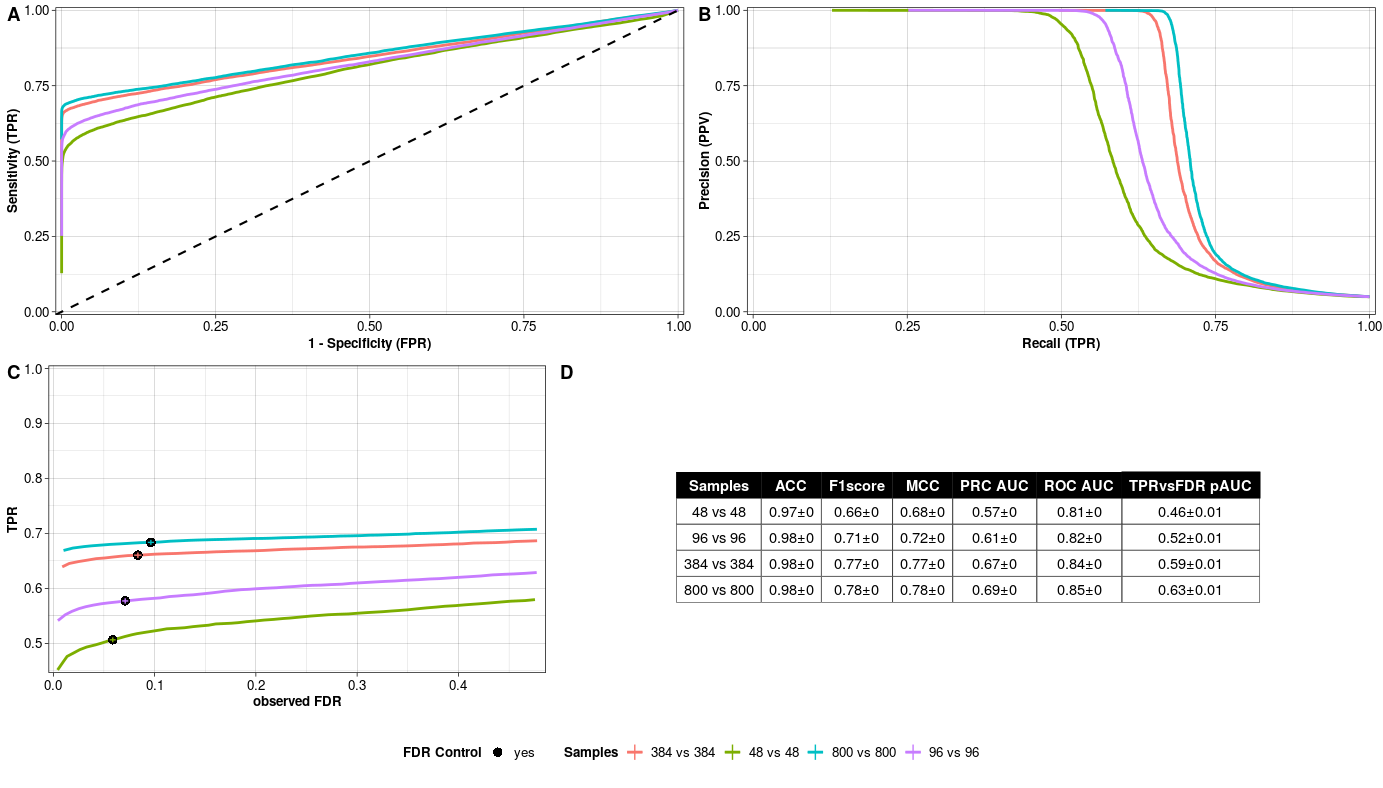 A
1.00
0.75
0.50
0.25
0.00
Sensitivity (TPR)
0.00 0.25 0.50 0.75 1.00
1 - Specificity (FPR)
B
1.00
0.75
0.50
0.25
0.00
Precision (PPV)
0.00 0.25 0.50 0.75 1.00
Recall (TPR)
C
1.0
0.9
0.8
0.7
0.6
0.5
TPR
0.0 0.1 0.2 0.3 0.4
observed FDR
D
Samples ACC F1score MCC PRC AUC ROC AUC TPRvsFDR pAUC
48 vs 48 0.97±0 0.66±0 0.68±0 0.57±0 0.81±0 0.46±0.01
96 vs 96 0.98±0 0.71±0 0.72±0 0.61±0 0.82±0 0.52±0.01
384 vs 384 0.98±0 0.77±0 0.77±0 0.67±0 0.84±0 0.59±0.01
800 vs 800 0.98±0 0.78±0 0.78±0 0.69±0 0.85±0 0.63±0.01
FDR Control yes Samples 384 vs 384 48 vs 48 800 vs 800 96 vs 96